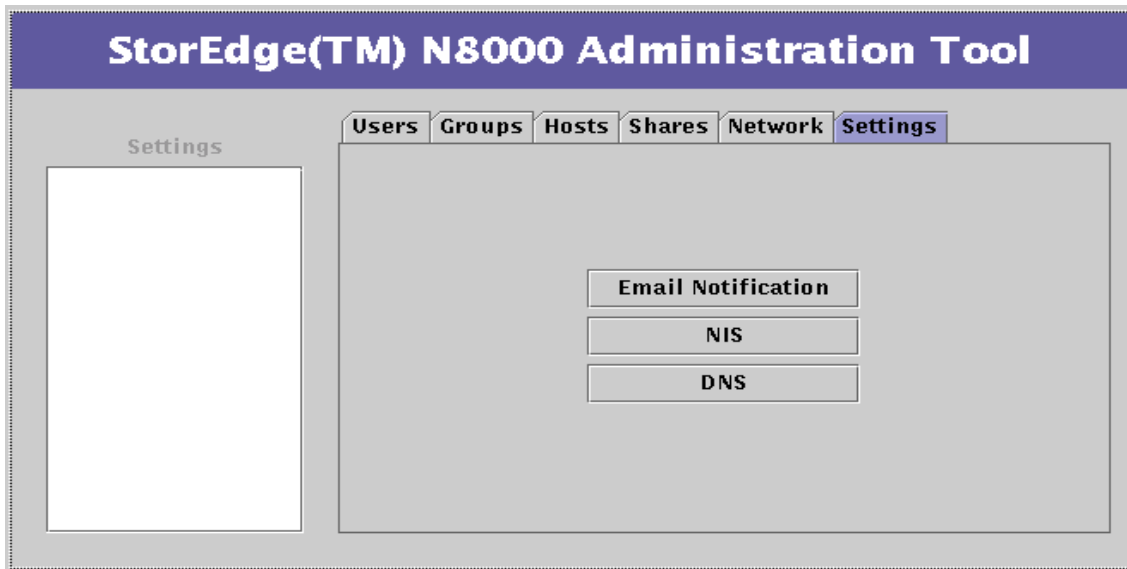 StorEdge(TM) N8000 Administration Tool
Users Groups Hosts Shares Network Settings
Settings
Email Notification
NIS
DNS